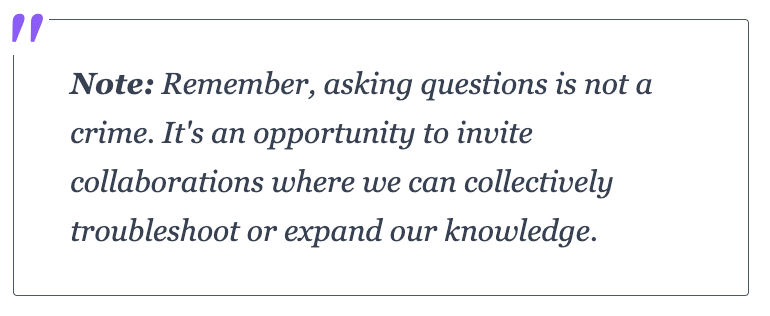 "
Note: Remember, asking questions is not a
crime. It's an opportunity to invite
collaborations where we can collectively
troubleshoot or expand our knowledge.